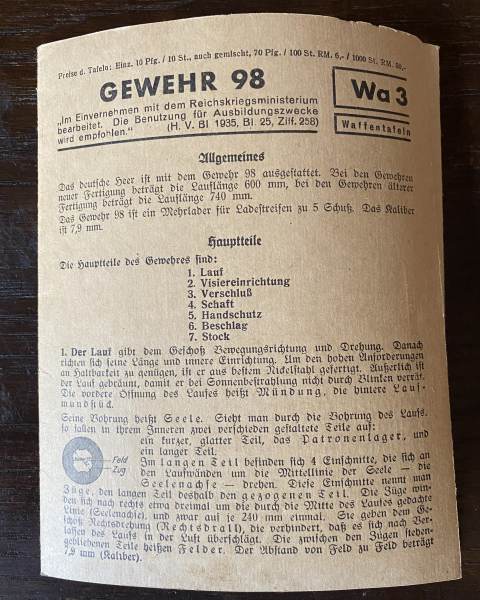 Preise d. Tafeln: Einz. 10 Pfg. / 10 St., auch gemischt, 70 Pfg. / 100 St. RM. 6,- / 1000 St. RM. 50,-
GEWEHR 98
Wa 3
„Im Einvernehmen mit dem Reichskriegsministerium
bearbeitet. Die Benutzung für Ausbildungszwecke
wird empfohlen.“ (H. V. Bl 1935, Bl. 25, Ziff. 258)
Waffentafeln
Allgemeines
Das deutsche Heer ist mit dem Gewehr 98 ausgestattet. Bei den Gewehren
neuer Fertigung beträgt die Lauflänge 600 mm, bei den Gewehren älterer
Fertigung beträgt die Lauflänge 740 mm.
Das Gewehr 98 ist ein Mehrlader für Ladestreifen zu 5 Schuß. Das Kaliber
ist 7,9 mm.
Hauptteile
Die Hauptteile des Gewehres sind:
1. Lauf
2. Visiereinrichtung
3. Verschluß
4. Schaft
5. Handschutz
6. Beschlag
7. Stock
1. Der Lauf gibt dem Geschoß Bewegungsrichtung und Drehung. Danach
richten sich seine Länge und innere Einrichtung. Um den hohen Anforderungen
an Haltbarkeit zu genügen, ist er aus bestem Nickelstahl gefertigt. Äußerlich ist
der Lauf gebräunt, damit er bei Sonnenbestrahlung nicht durch Blinken verrät.
Die vordere Öffnung des Laufes heißt Mündung, die hintere Lauf-
mundstück.
Seine Bohrung heißt Seele. Sieht man durch die Bohrung des Laufs,
so fallen in ihrem Inneren zwei verschieden gestaltete Teile auf:
ein kurzer, glatter Teil, das Patronenlager, und
ein langer Teil.
Feld
Zug
Im langen Teil befinden sich 4 Einschnitte, die sich an
den Laufwänden um die Mittellinie der Seele — die
Seelenachse — drehen. Diese Einschnitte nennt man
Züge, den langen Teil deshalb den gezogenen Teil. Die Züge win-
den sich nach rechts etwa dreimal um die durch die Mitte des Laufes gedachte
Linie (Seelenachse), und zwar auf je 240 mm einmal. Sie geben dem Ge-
schoß Rechtsdrehung (Rechtsdrall), die verhindert, daß es sich nach Ver-
lassen des Laufs in der Luft überschlägt. Die zwischen den Zügen stehen-
gebliebenen Teile heißen Felder. Der Abstand von Feld zu Feld beträgt
7,9 mm (Kaliber).